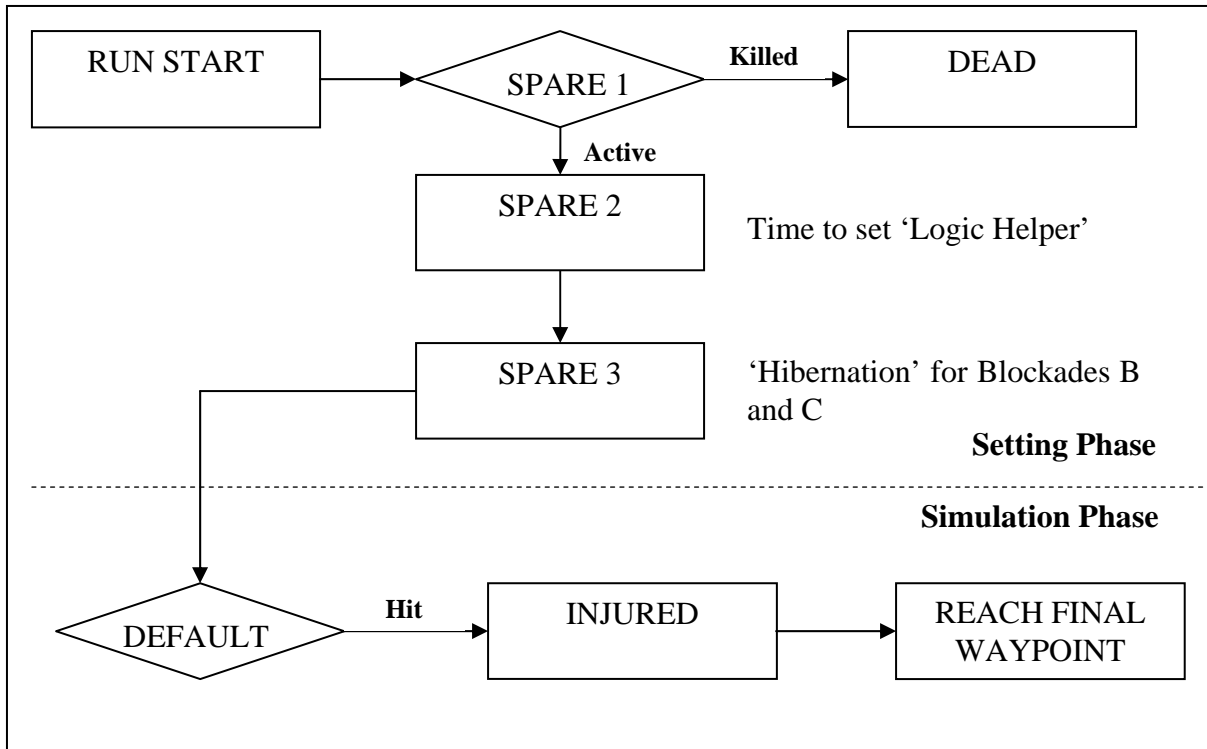 RUN START
SPARE 1
Killed
DEAD
Active
SPARE 2
Time to set ‘Logic Helper’
SPARE 3
‘Hibernation’ for Blockades B
and C
Setting Phase
Simulation Phase
DEFAULT
Hit
INJURED
REACH FINAL
WAYPOINT